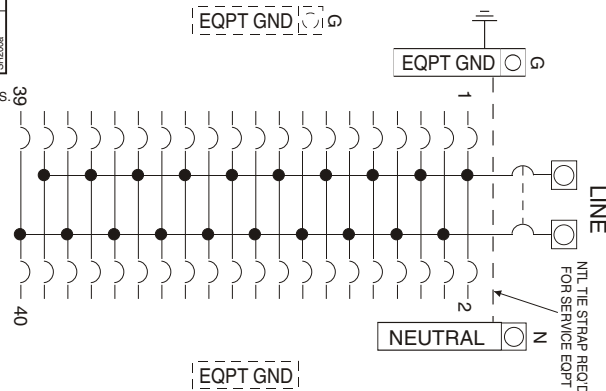 EQPT GND
G
EQPT GND
G
S.
39
1
LINE
40
2
NTL TIE STRAP REQ'D
FOR SERVICE EQPT
NEUTRAL
N
EQPT GND